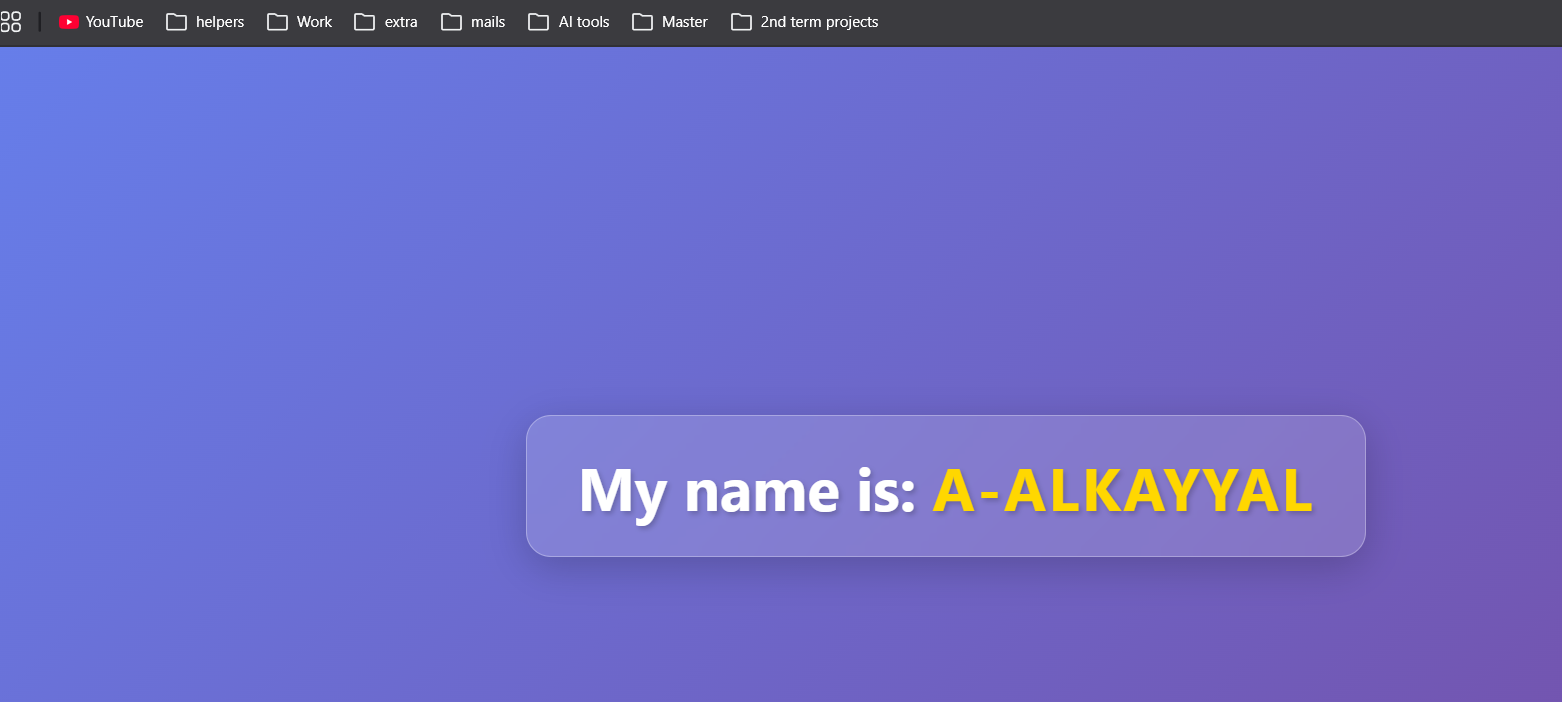 YouTube helpers Work extra mails AI tools Master 2nd term projects
My name is: A-ALKAYYAL